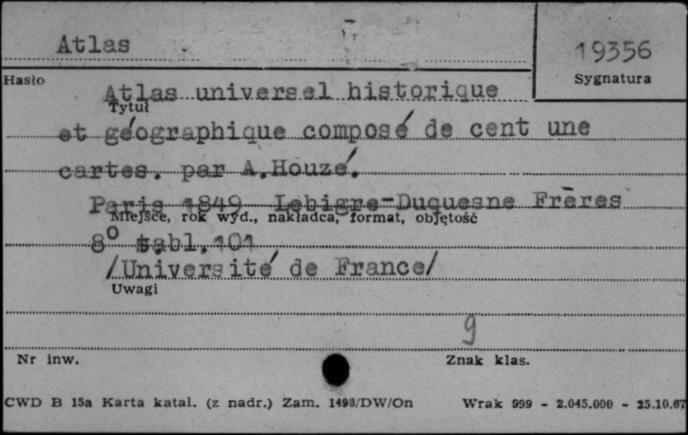 Atlas
19356
Hasło
Sygnatura
Atlas universel historique
Tytuł
et géographique composé de cent une
cartes. par A.Houzé.
Paris 1849 Lebigre-Duquesne Frères
Miejsce, rok wyd., nakładca, format, objętość
8° tabl.101
/Université de France/
Uwagi
9
Nr inw.
Znak klas.
CWD B 15a Karta katal. (z nadr.) Zam. 1493/DW/On Wrak 999 - 2.045.000 - 25.10.67